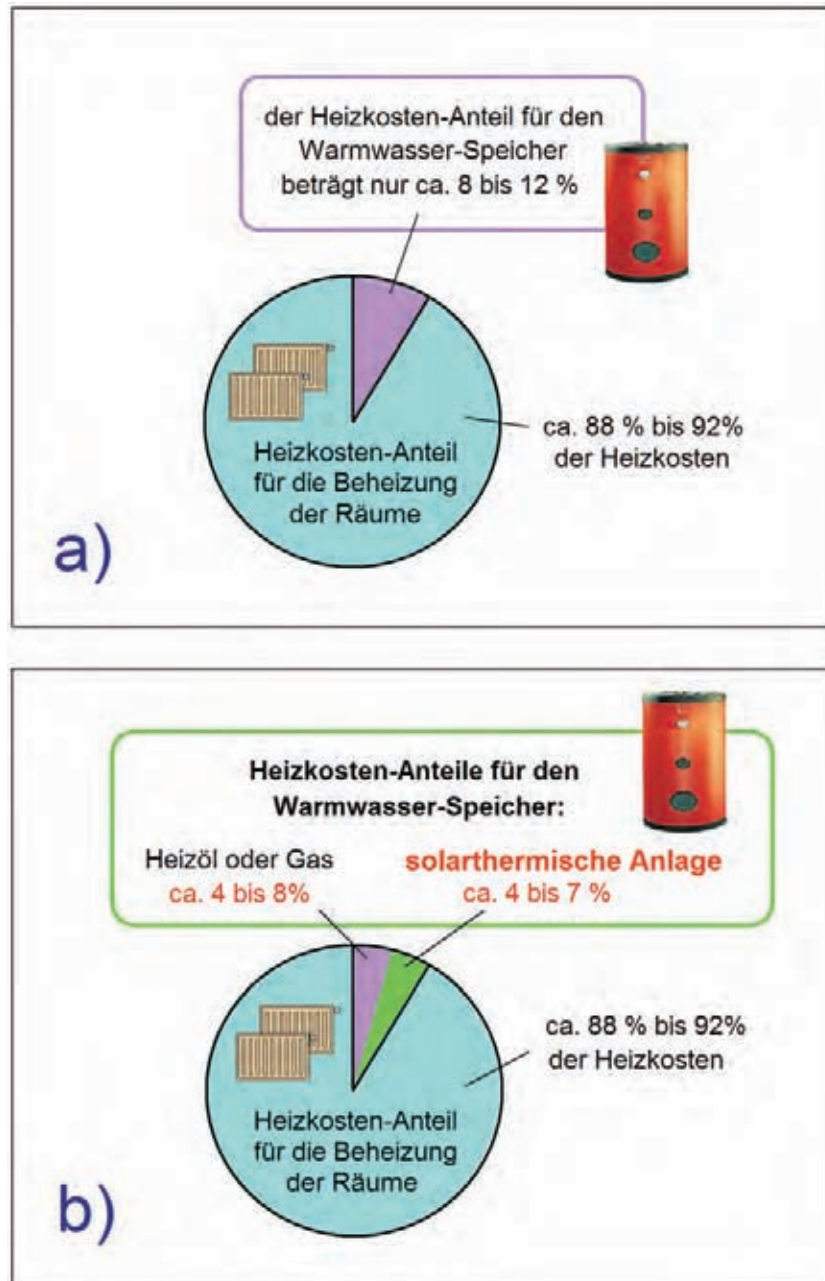 der Heizkosten-Anteil für den
Warmwasser-Speicher
beträgt nur ca. 8 bis 12 %
ca. 88 % bis 92%
der Heizkosten
Heizkosten-Anteil
für die Beheizung
der Räume
a)
Heizkosten-Anteile für den
Warmwasser-Speicher:
Heizöl oder Gas
ca. 4 bis 8%
solarthermische Anlage
ca. 4 bis 7 %
ca. 88 % bis 92%
der Heizkosten
Heizkosten-Anteil
für die Beheizung
der Räume
b)